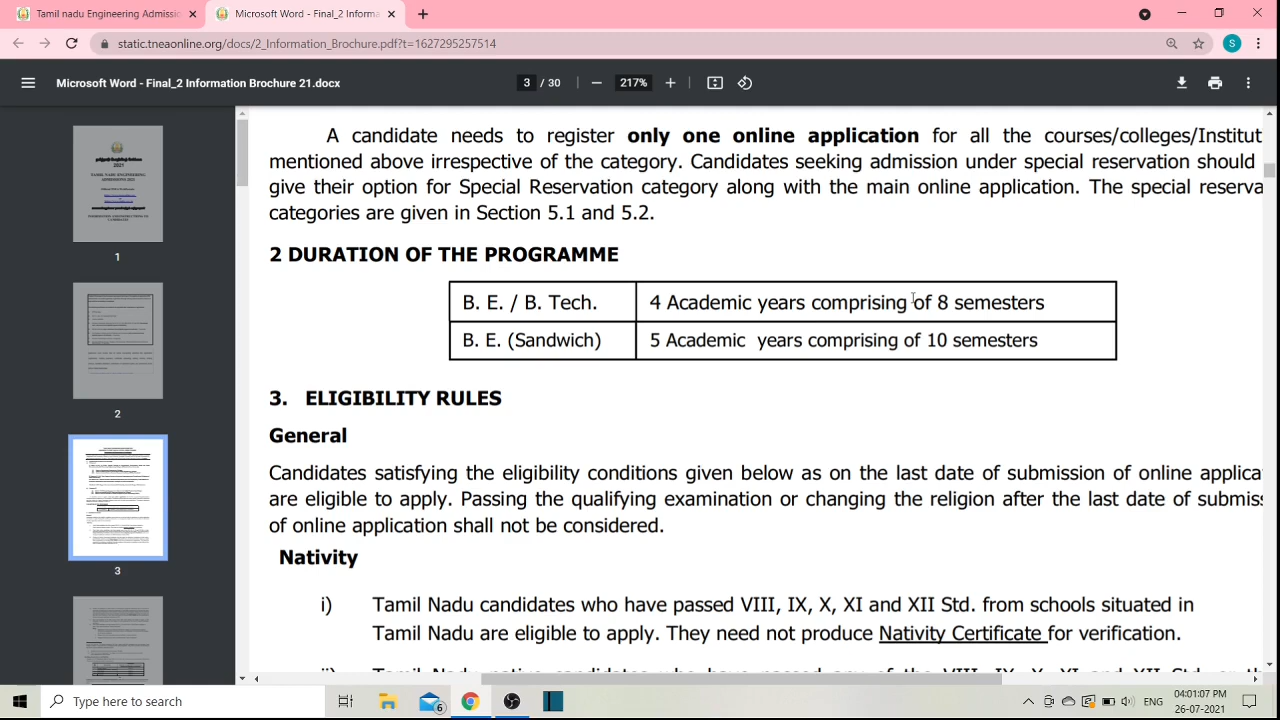 Tamil nadu Engineering Admissi
Microsoft Word - Final_2 Informa
static.tneaonline.org/docs/2_Information_Brochure.pdf?t=1627295257514
S
Microsoft Word - Final_2 Information Brochure 21.docx
3 / 30
217%
A candidate needs to register only one online application for all the courses/colleges/Institut
mentioned above irrespective of the category. Candidates seeking admission under special reservation should
give their option for Special Reservation category along with the main online application. The special reserva
categories are given in Section 5.1 and 5.2.
2 DURATION OF THE PROGRAMME
B. E. / B. Tech. 4 Academic years comprising of 8 semesters
B. E. (Sandwich) 5 Academic years comprising of 10 semesters
3. ELIGIBILITY RULES
General
Candidates satisfying the eligibility conditions given below as on the last date of submission of online applica
are eligible to apply. Passing the qualifying examination or changing the religion after the last date of submiss
of online application shall not be considered.
Nativity
i) Tamil Nadu candidates who have passed VIII, IX, X, XI and XII Std. from schools situated in
Tamil Nadu are eligible to apply. They need not produce Nativity Certificate for verification.
2021
1
2
3
Type here to search
6
ENG
04:01:07 PM
26-07-2021